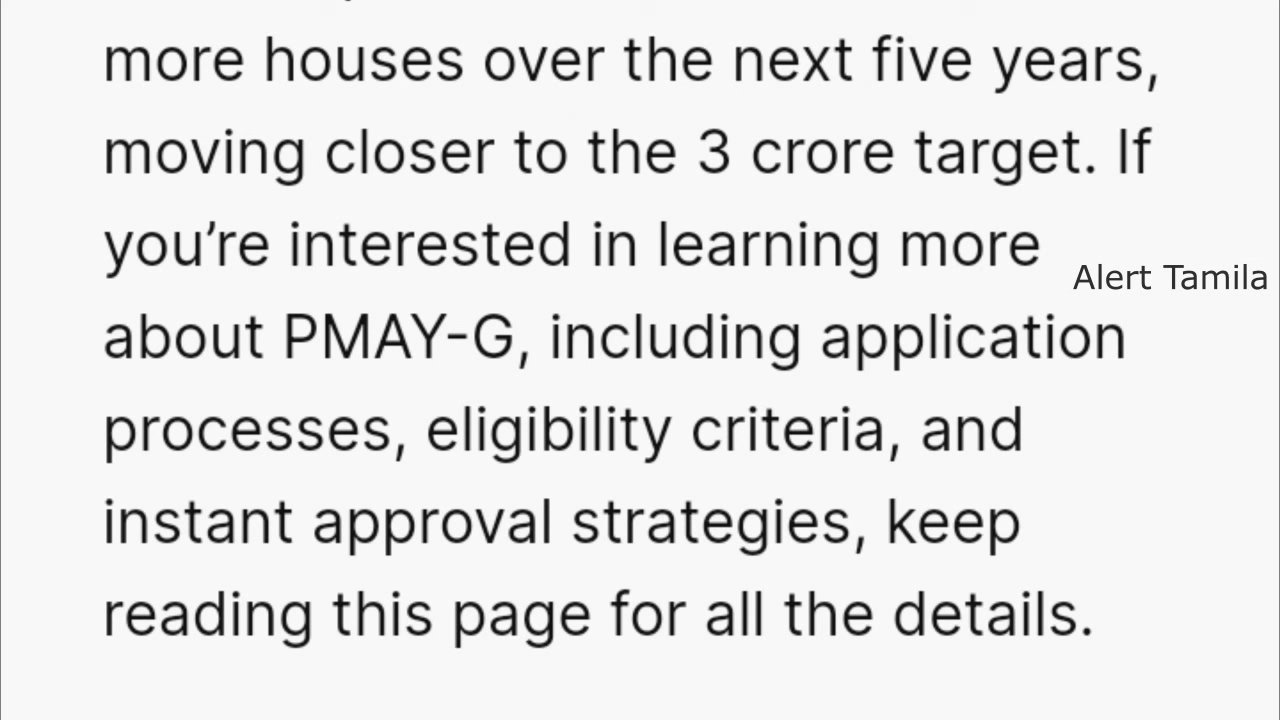 more houses over the next five years,
moving closer to the 3 crore target. If
you’re interested in learning more
Alert Tamila
about PMAY-G, including application
processes, eligibility criteria, and
instant approval strategies, keep
reading this page for all the details.